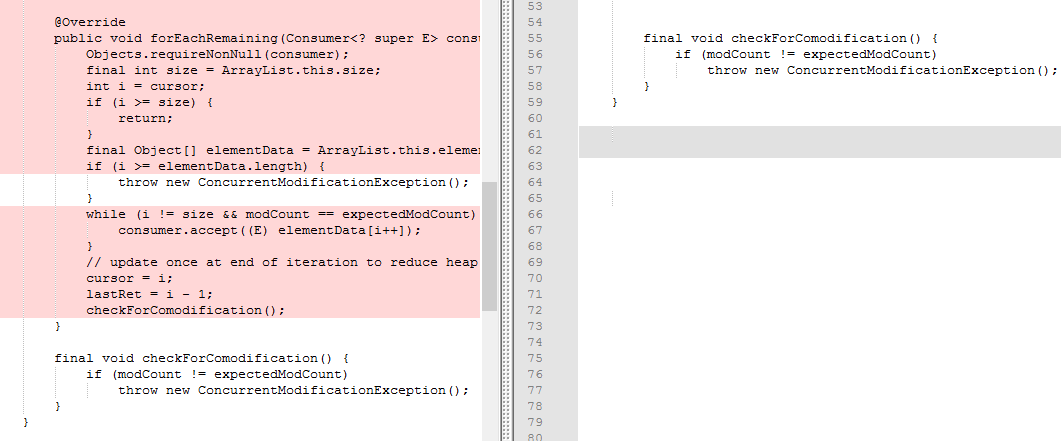 @Override
public void forEachRemaining(Consumer<? super E> cons
Objects.requireNonNull(consumer);
final int size = ArrayList.this.size;
int i = cursor;
if (i >= size) {
return;
}
final Object[] elementData = ArrayList.this.eleme
if (i >= elementData.length) {
throw new ConcurrentModificationException();
}
while (i != size && modCount == expectedModCount)
consumer.accept((E) elementData[i++]);
}
// update once at end of iteration to reduce heap
cursor = i;
lastRet = i - 1;
checkForComodification();
}
final void checkForComodification() {
if (modCount != expectedModCount)
throw new ConcurrentModificationException();
}
}
53
54
55 final void checkForComodification() {
56 if (modCount != expectedModCount)
57 throw new ConcurrentModificationException();
58 }
59 }
60
61
62
63
64
65
66
67
68
69
70
71
72
73
74
75
76
77
78
79
80